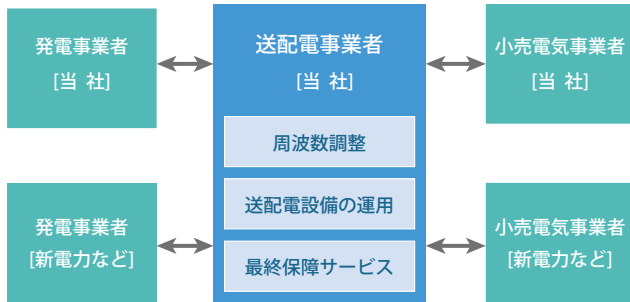 発電事業者
[当 社]
送配電事業者
[当 社]
小売電気事業者
[当 社]
周波数調整
送配電設備の運用
最終保障サービス
発電事業者
[新電力など]
小売電気事業者
[新電力など]